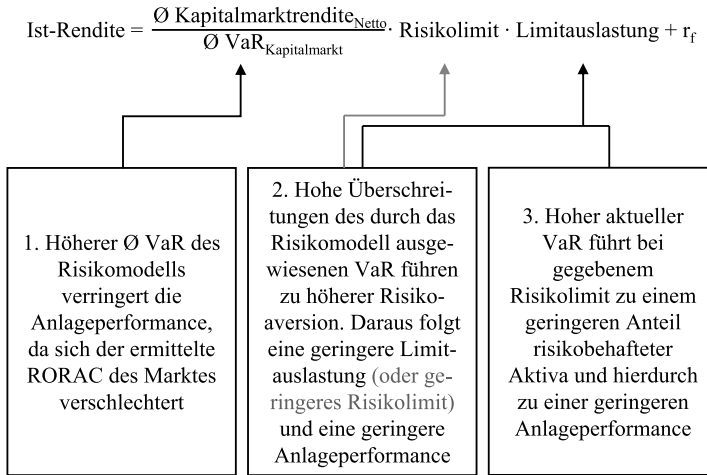 Ist-Rendite = Ø Kapitalmarktrendite_Netto / Ø VaR_Kapitalmarkt · Risikolimit · Limitauslastung + r_f
1. Höherer Ø VaR des
Risikomodells
verringert die
Anlageperformance,
da sich der ermittelte
RORAC des Marktes
verschlechtert
2. Hohe Überschrei-
tungen des durch das
Risikomodell ausge-
wiesenen VaR führen
zu höherer Risiko-
aversion. Daraus folgt
eine geringere Limit-
auslastung (oder ge-
ringeres Risikolimit)
und eine geringere
Anlageperformance
3. Hoher aktueller
VaR führt bei
gegebenem
Risikolimit zu einem
geringeren Anteil
risikobehafteter
Aktiva und hierdurch
zu einer geringeren
Anlageperformance